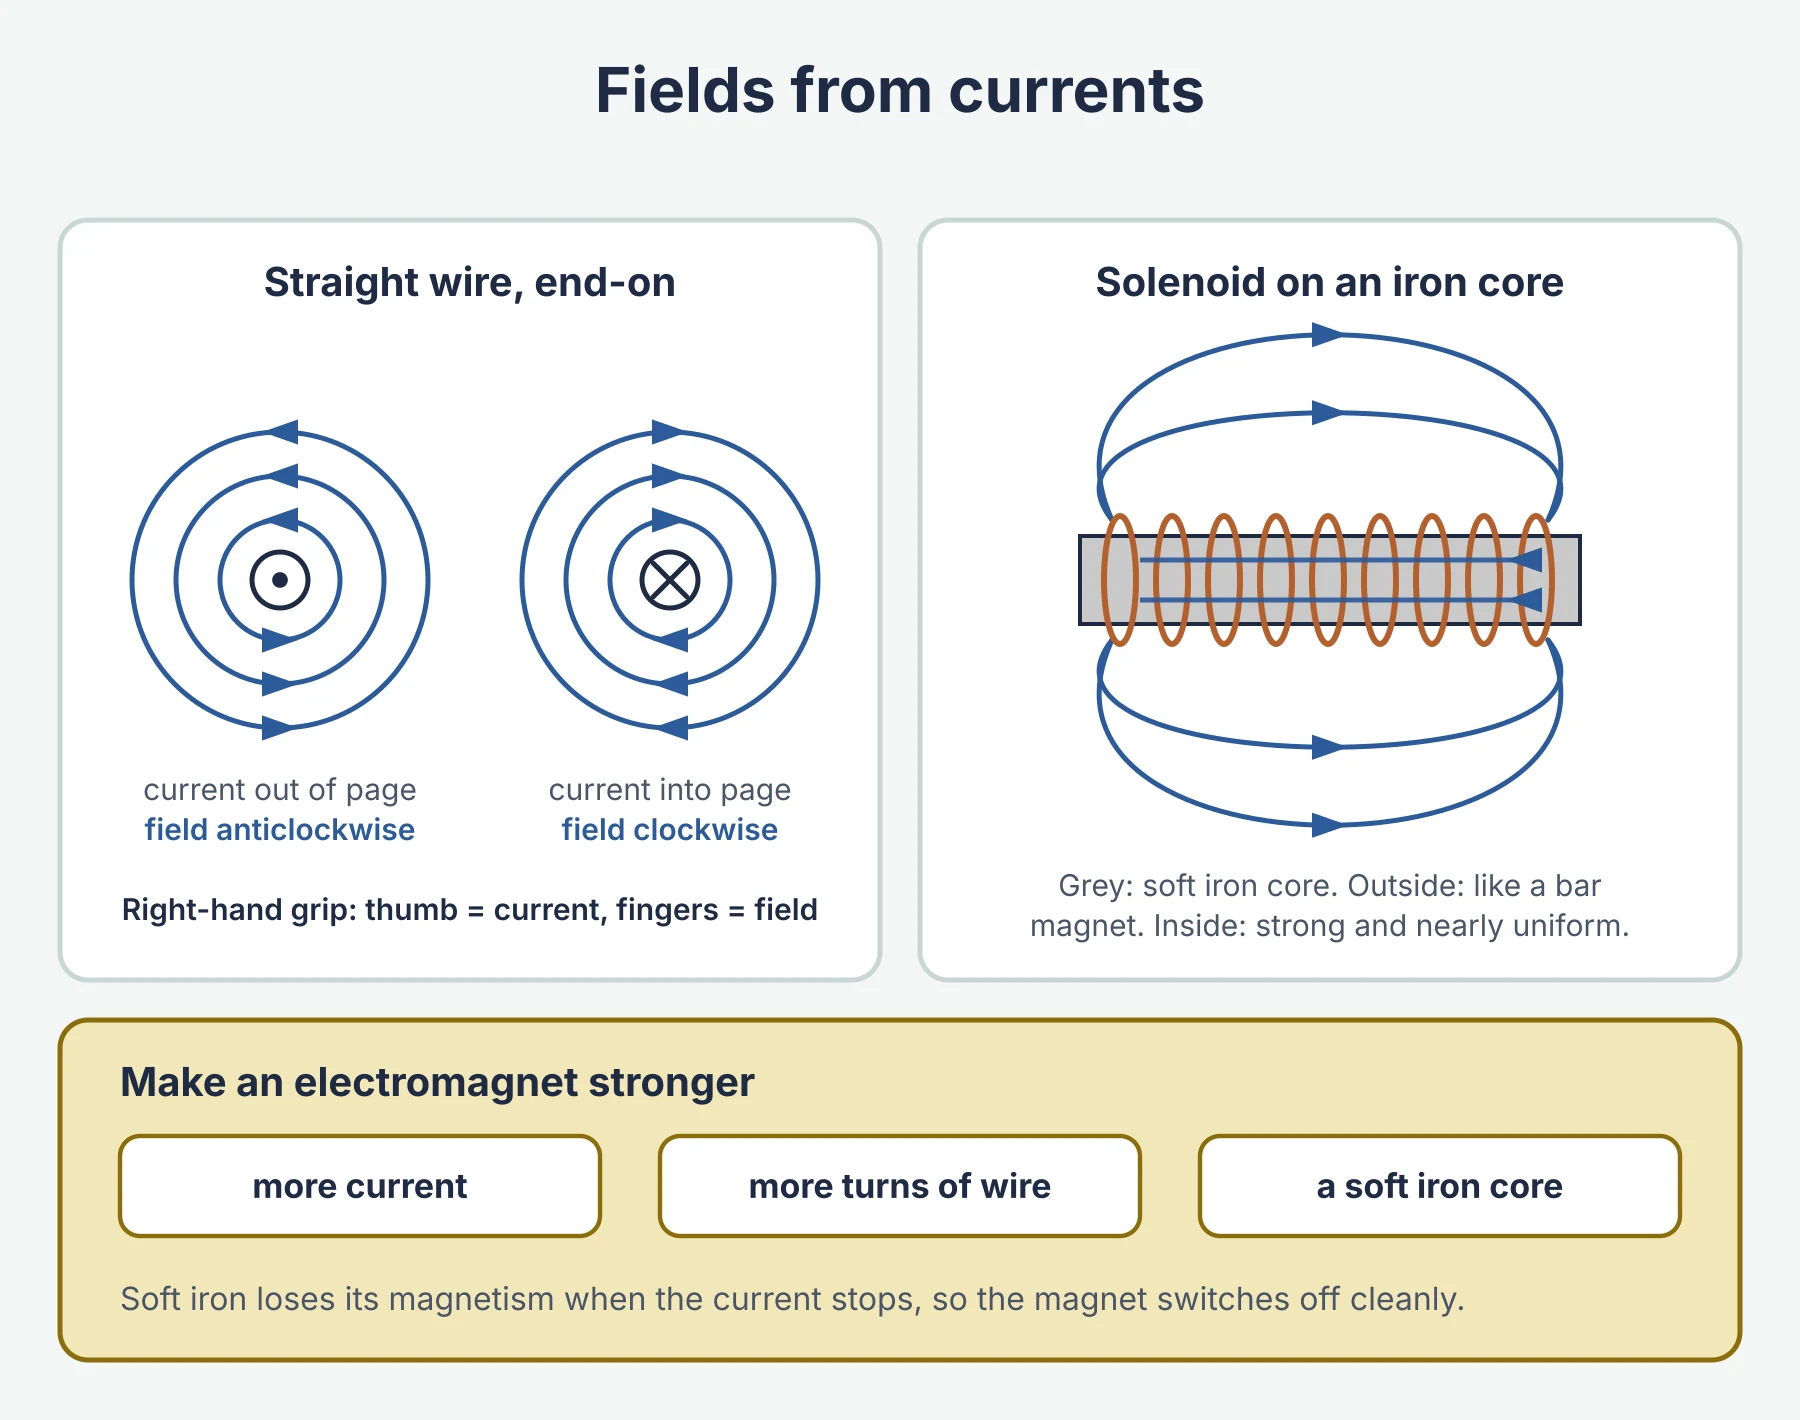 Fields from currents
Straight wire, end-on
current out of page
field anticlockwise
current into page
field clockwise
Right-hand grip: thumb = current, fingers = field
Solenoid on an iron core
Grey: soft iron core. Outside: like a bar
magnet. Inside: strong and nearly uniform.
Make an electromagnet stronger
more current
more turns of wire
a soft iron core
Soft iron loses its magnetism when the current stops, so the magnet switches off cleanly.